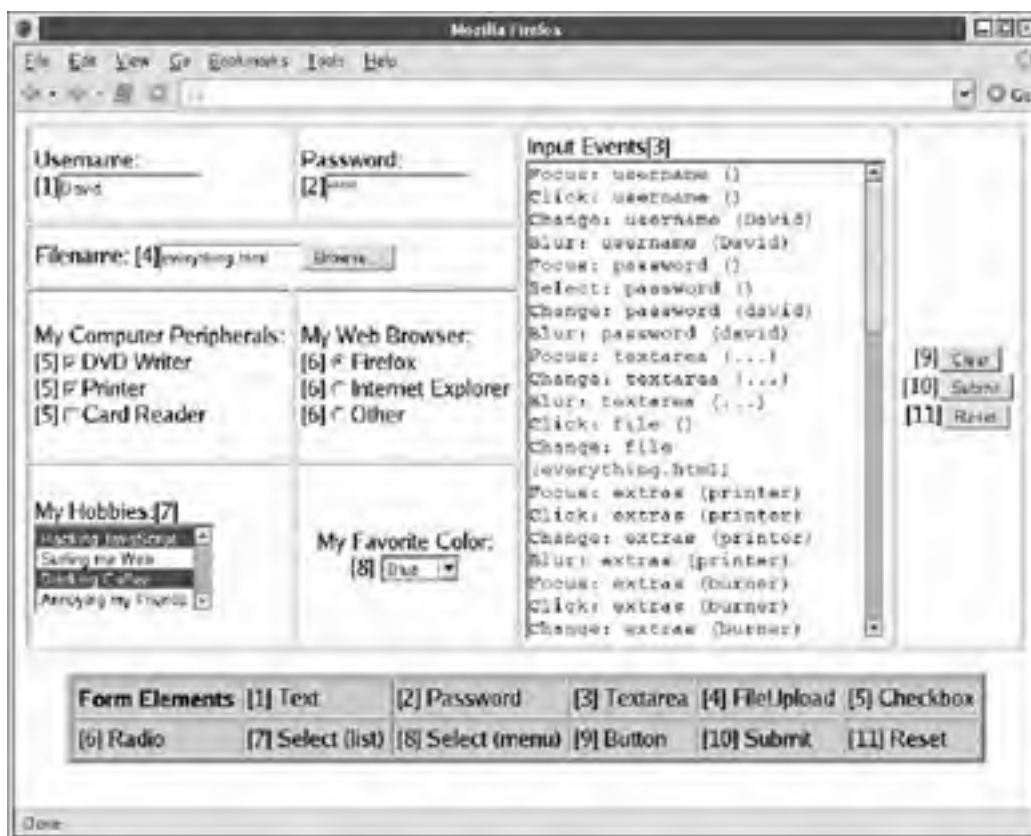 Mozilla Firefox
File Edit View Go Bookmarks Tools Help
Go
Username:
[1]David
Password:
[2]*****
Filename: [4]everything.html Browse...
My Computer Peripherals:
[5] DVD Writer
[5] Printer
[5] Card Reader
My Web Browser:
[6] Firefox
[6] Internet Explorer
[6] Other
My Hobbies:[7]
Hacking JavaScript
Surfing the Web
Drinking Coffee
Annoying my Friends
My Favorite Color:
[8] Blue
Input Events[3]
Focus: username ()
Click: username ()
Change: username (David)
Blur: username (David)
Focus: password ()
Select: password ()
Change: password (david)
Blur: password (david)
Focus: textarea (...)
Change: textarea (...)
Blur: textarea (...)
Click: file ()
Change: file
(everything.html)
Focus: extras (printer)
Click: extras (printer)
Change: extras (printer)
Blur: extras (printer)
Focus: extras (burner)
Click: extras (burner)
Change: extras (burner)
[9] Clear
[10] Submit
[11] Reset
Form Elements [1] Text [2] Password [3] Textarea [4] FileUpload [5] Checkbox
[6] Radio [7] Select (list) [8] Select (menu) [9] Button [10] Submit [11] Reset
Done